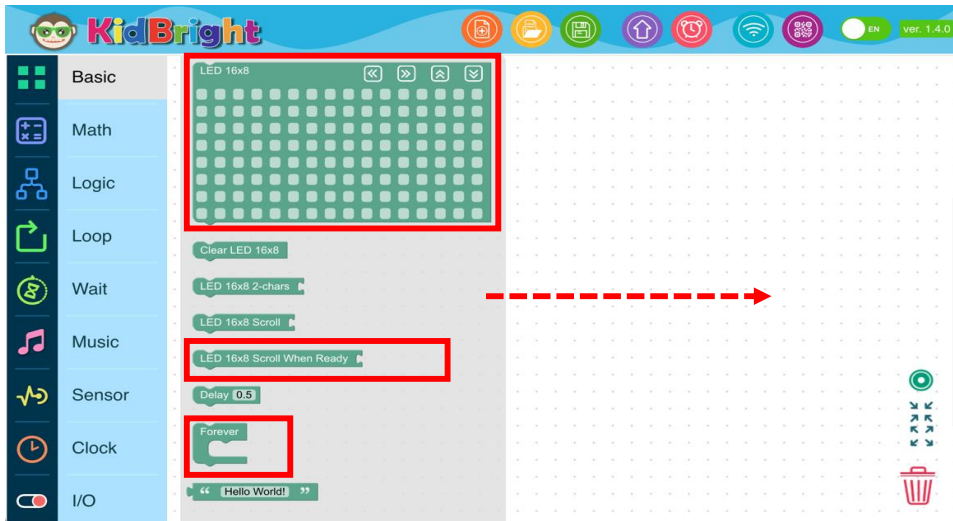 KidBright
EN
ver. 1.4.0
Basic
Math
Logic
Loop
Wait
Music
Sensor
Clock
I/O
LED 16x8
Clear LED 16x8
LED 16x8 2-chars
LED 16x8 Scroll
LED 16x8 Scroll When Ready
Delay 0.5
Forever
“ Hello World! ”